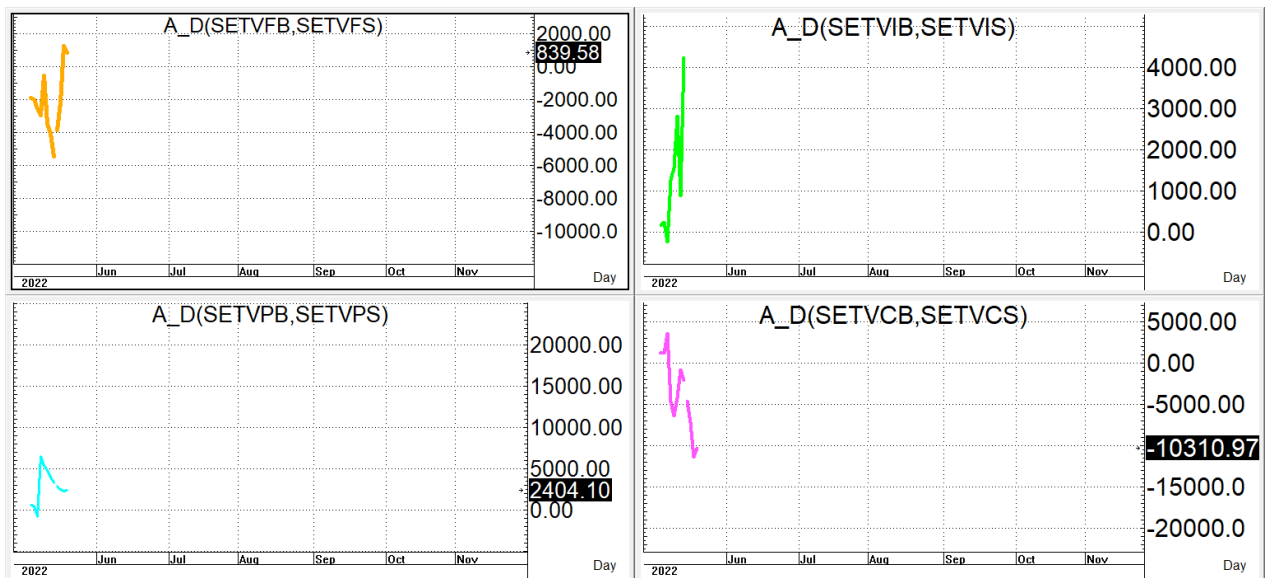 A_D(SETVFB,SETVFS)
2000.00
839.58
0.00
-2000.00
-4000.00
-6000.00
-8000.00
-10000.0
Jun Jul Aug Sep Oct Nov
2022
Day
A_D(SETVIB,SETVIS)
4000.00
3000.00
2000.00
1000.00
0.00
Jun Jul Aug Sep Oct Nov
2022
Day
A_D(SETVPB,SETVPS)
20000.00
15000.00
10000.00
5000.00
2404.10
0.00
Jun Jul Aug Sep Oct Nov
2022
Day
A_D(SETVCB,SETVCS)
5000.00
0.00
-5000.00
-10310.97
-15000.0
-20000.0
Jun Jul Aug Sep Oct Nov
2022
Day